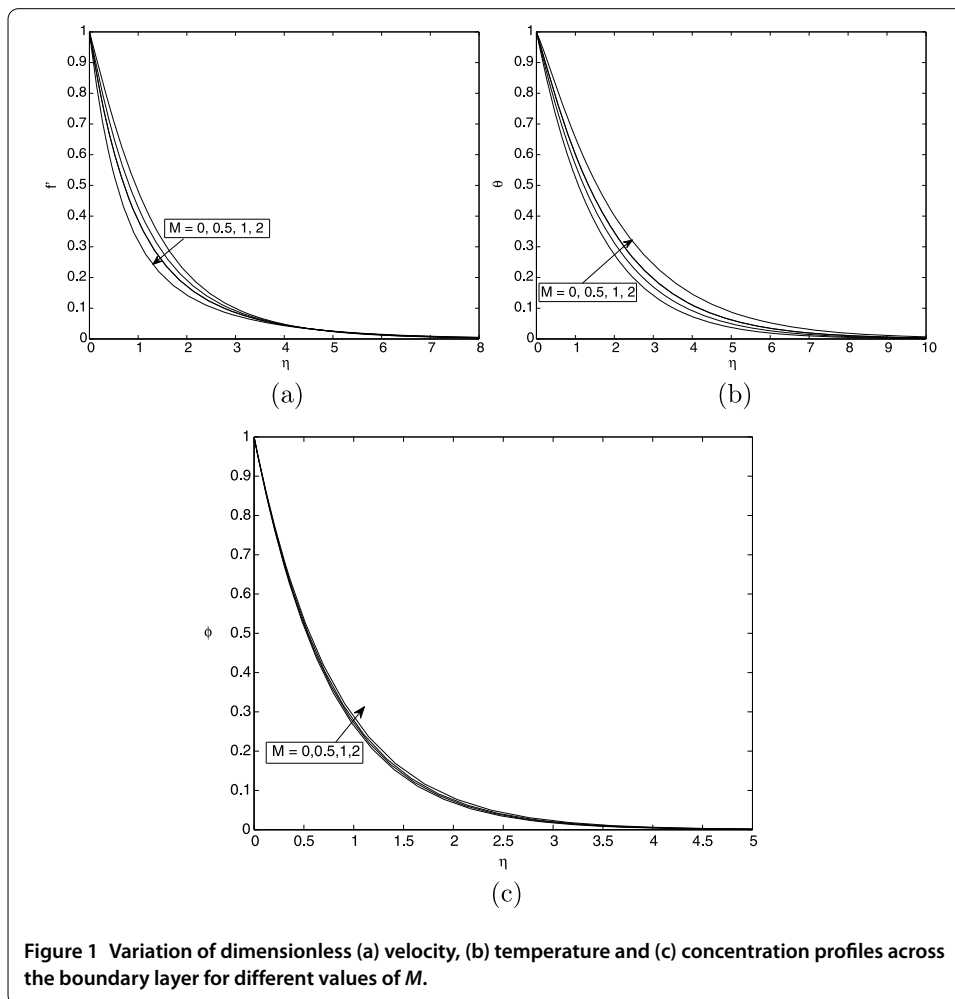 1
0.9
0.8
0.7
0.6
0.5
0.4
0.3
0.2
0.1
0
f'
M = 0, 0.5, 1, 2
0 1 2 3 4 5 6 7 8
η
(a)
1
0.9
0.8
0.7
0.6
0.5
0.4
0.3
0.2
0.1
0
θ
M = 0, 0.5, 1, 2
0 1 2 3 4 5 6 7 8 9 10
η
(b)
1
0.9
0.8
0.7
0.6
0.5
0.4
0.3
0.2
0.1
0
ϕ
M = 0,0.5,1,2
0 0.5 1 1.5 2 2.5 3 3.5 4 4.5 5
η
(c)
Figure 1 Variation of dimensionless (a) velocity, (b) temperature and (c) concentration profiles across
the boundary layer for different values of M.